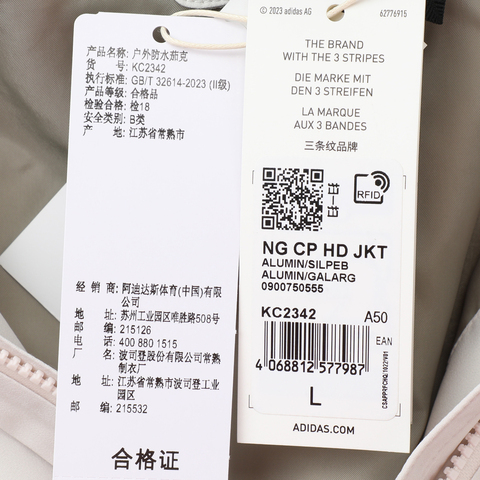 产品名称: 户外防水茄克
货 号: KC2342
执行标准: GB/T 32614-2023 (II级)
产品等级: 合格品
检验合格: 检18
安全类别: B类
产 地: 江苏省常熟市
经 销 商: 阿迪达斯体育(中国)有限
公司
地 址: 苏州工业园区唯胜路508号
邮 编: 215126
电 话: 400 880 1515
厂 名: 波司登股份有限公司常熟
制衣厂
地 址: 江苏省常熟市波司登工业
园区
邮 编: 215532
合格证
© 2023 adidas AG
62776915
THE BRAND
WITH THE 3 STRIPES
DIE MARKE MIT
DEN 3 STREIFEN
LA MARQUE
AUX 3 BANDES
三条纹品牌
RFID
NG CP HD JKT
ALUMIN/SILPEB
ALUMIN/GALARG
0900750555
KC2342 A50
EAN
4 068812 577987
L
ADIDAS.COM